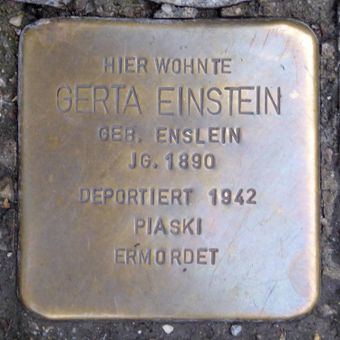 HIER WOHNTE
GERTA EINSTEIN
GEB. ENSLEIN
JG. 1890
DEPORTIERT 1942
PIASKI
ERMORDET